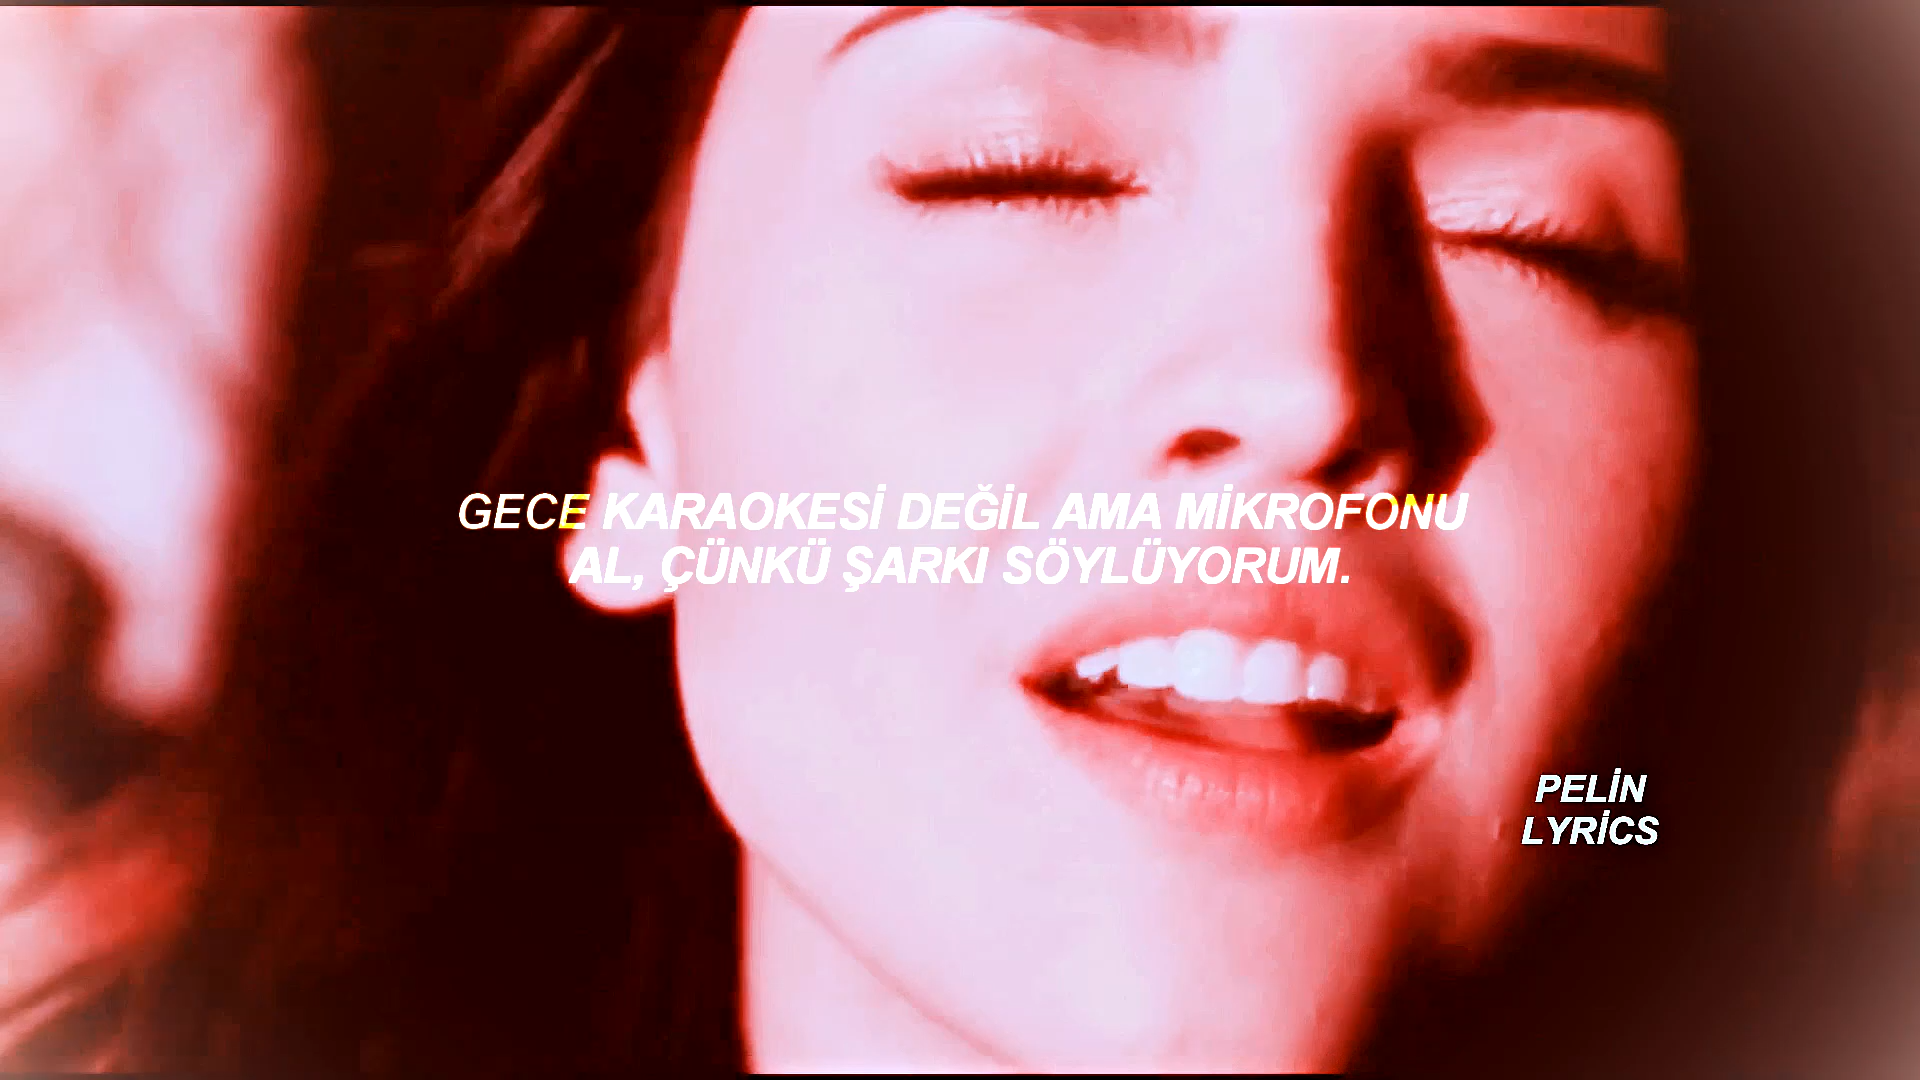 GECE KARAOKESİ DEĞİL AMA MİKROFONU
AL, ÇÜNKÜ ŞARKI SÖYLÜYORUM.
PELİN
LYRİCS